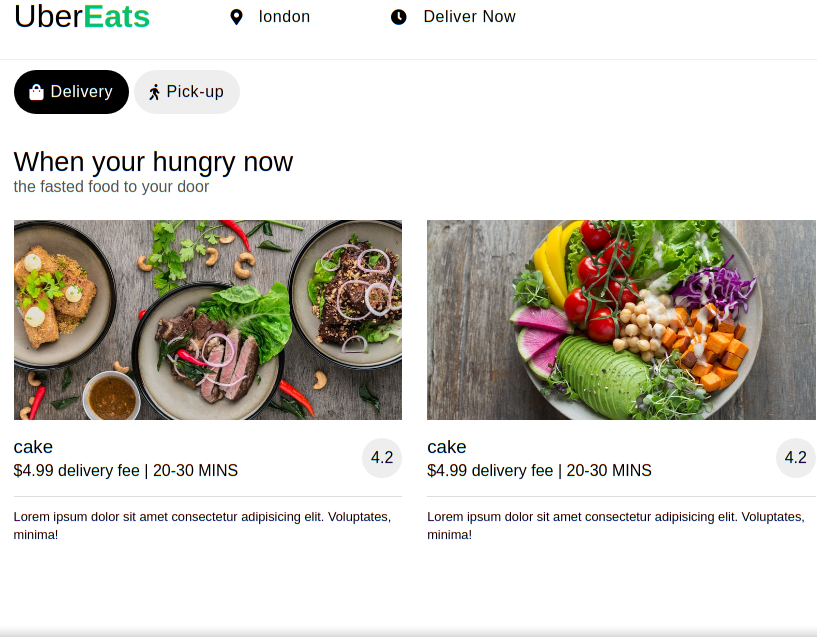 UberEats london Deliver Now
Delivery Pick-up
When your hungry now
the fasted food to your door
cake
$4.99 delivery fee | 20-30 MINS
4.2
Lorem ipsum dolor sit amet consectetur adipisicing elit. Voluptates,
minima!
cake
$4.99 delivery fee | 20-30 MINS
4.2
Lorem ipsum dolor sit amet consectetur adipisicing elit. Voluptates,
minima!